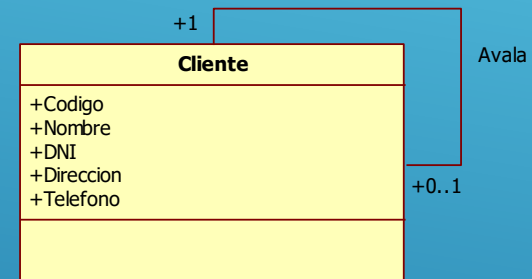 +1
Cliente
Avala
+Codigo
+Nombre
+DNI
+Direccion
+Telefono
+0..1